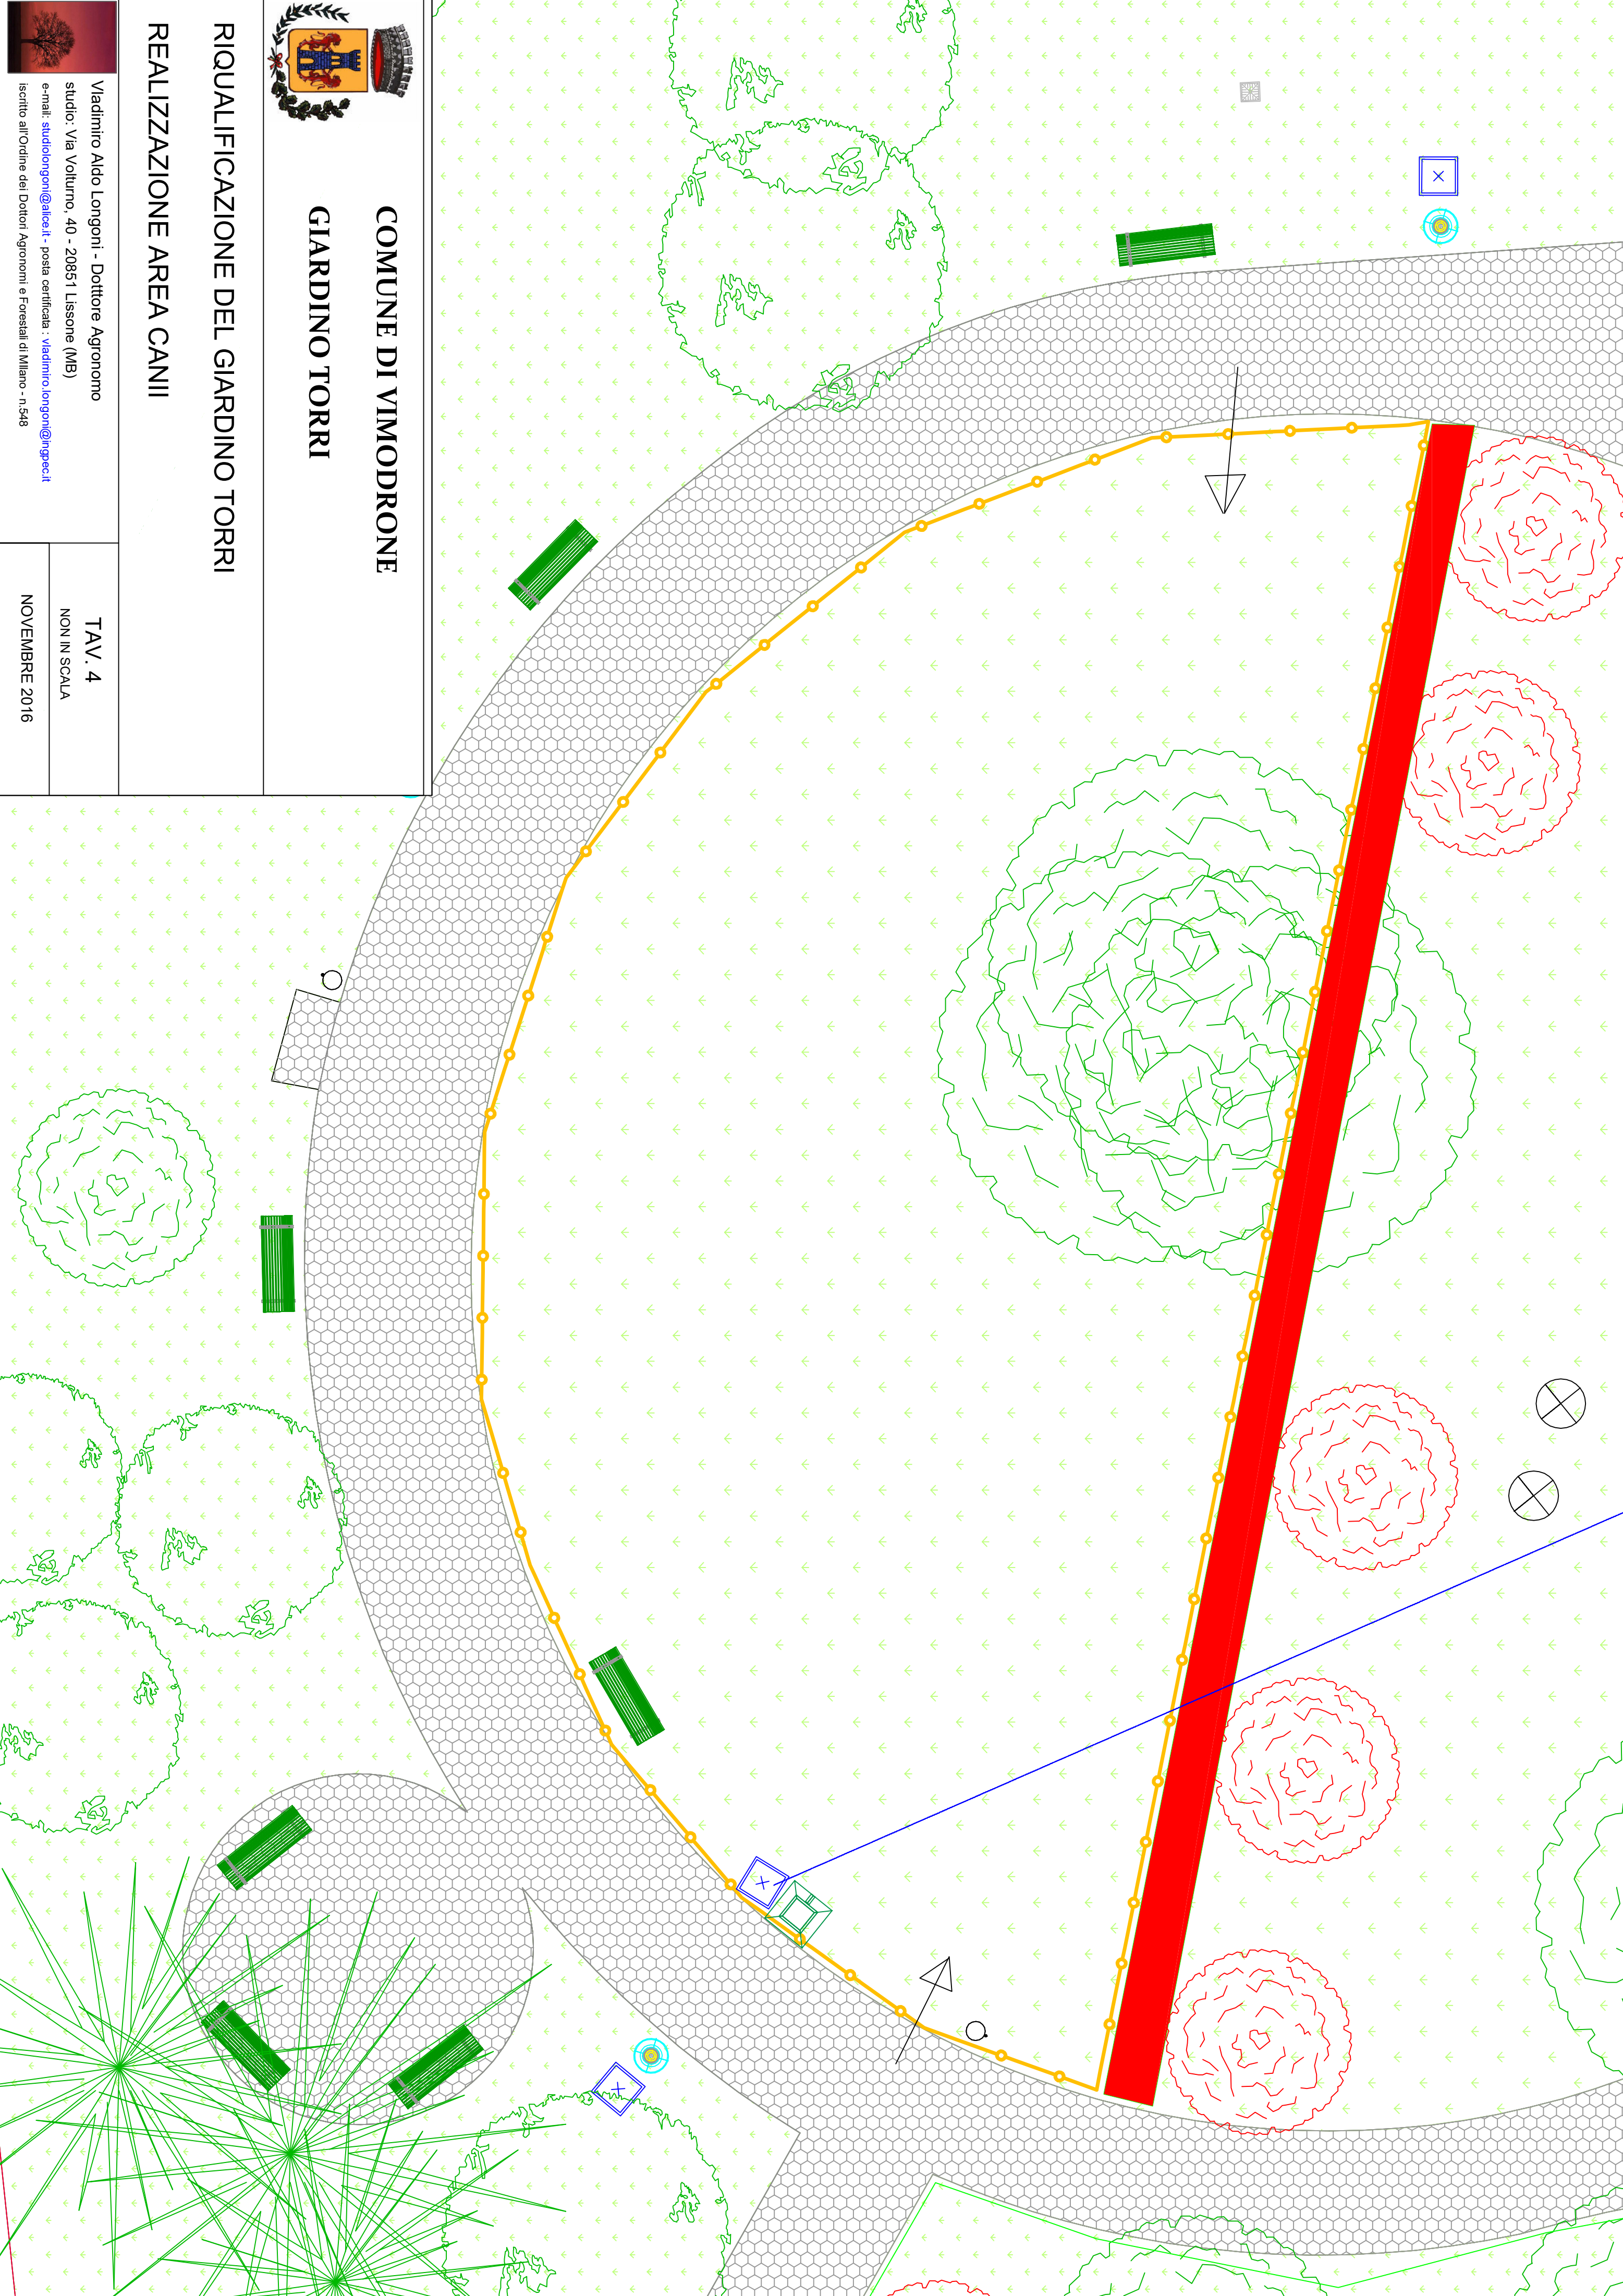 COMUNE DI VIMODRONE
GIARDINO TORRI
RIQUALIFICAZIONE DEL GIARDINO TORRI
REALIZZAZIONE AREA CANII
Vladimiro Aldo Longoni - Dotttore Agronomo
studio: Via Volturno, 40 - 20851 Lissone (MB)
e-mail: studiolongoni@alice.it - posta certificata : vladimiro.longoni@ingpec.it
iscritto all'Ordine dei Dottori Agronomi e Forestali di MIlano - n.548
TAV. 4
NON IN SCALA
NOVEMBRE 2016